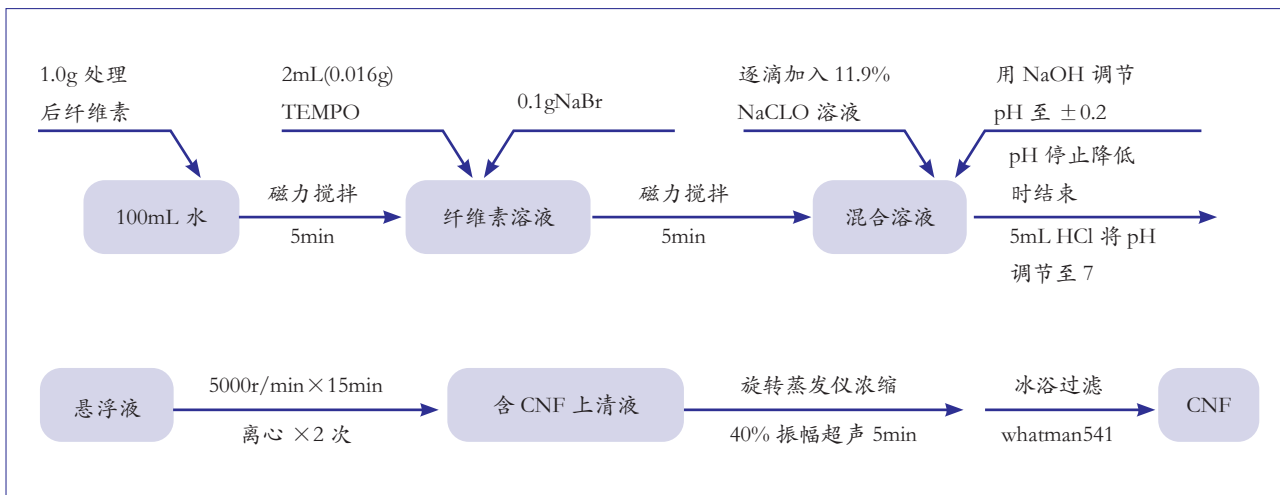 1.0g 处理
后纤维素
2mL(0.016g)
TEMPO
0.1gNaBr
逐滴加入 11.9%
NaCLO 溶液
用 NaOH 调节
pH 至 ±0.2
100mL 水
磁力搅拌
5min
纤维素溶液
磁力搅拌
5min
混合溶液
pH 停止降低
时结束
5mL HCl 将 pH
调节至 7
悬浮液
5000r/min×15min
离心 ×2 次
含 CNF 上清液
旋转蒸发仪浓缩
40% 振幅超声 5min
冰浴过滤
whatman541
CNF